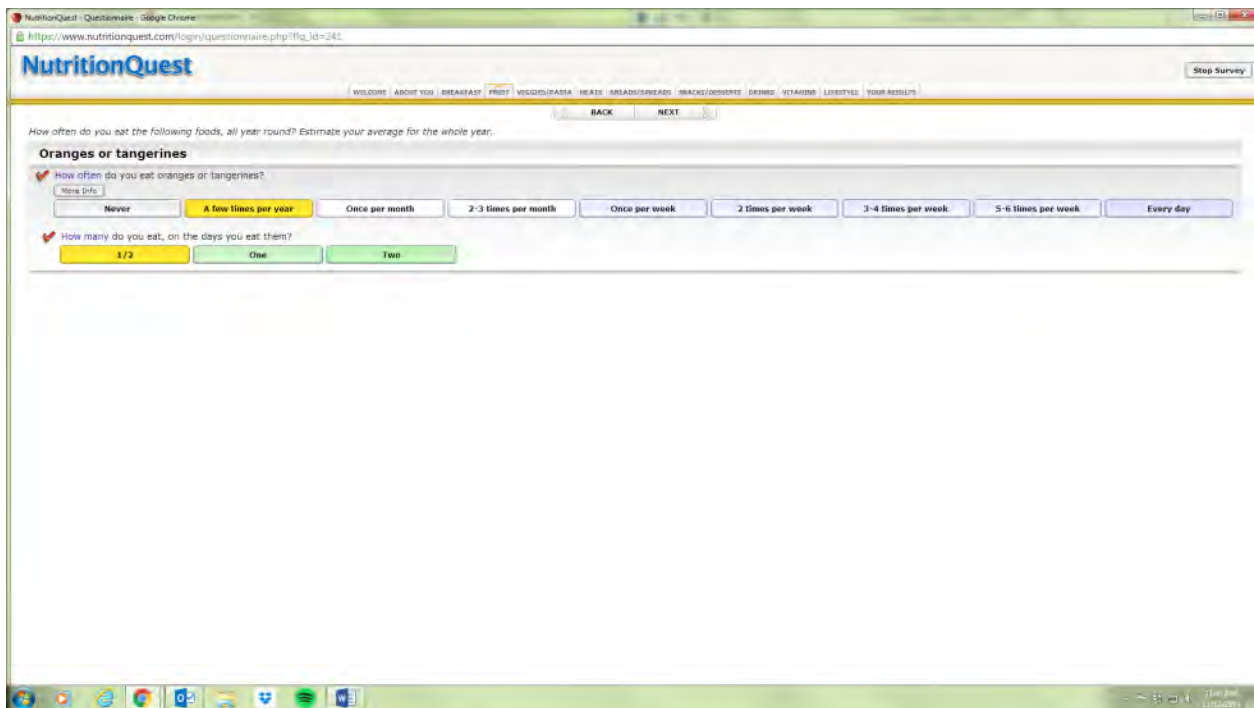 NutritionQuest - Questionnaire - Google Chrome
https://www.nutritionquest.com/login/questionnaire.php?flq_id=241
NutritionQuest
Stop Survey
WELCOME ABOUT YOU BREAKFAST FRUIT VEGGIES/PASTA MEATS BREADS/SPREADS SNACKS/DESSERTS DRINKS VITAMINS LIFESTYLE YOUR RESULTS
BACK NEXT
How often do you eat the following foods, all year round? Estimate your average for the whole year.
Oranges or tangerines
How often do you eat oranges or tangerines?
More Info
Never A few times per year Once per month 2-3 times per month Once per week 2 times per week 3-4 times per week 5-6 times per week Every day
How many do you eat, on the days you eat them?
1/2 One Two